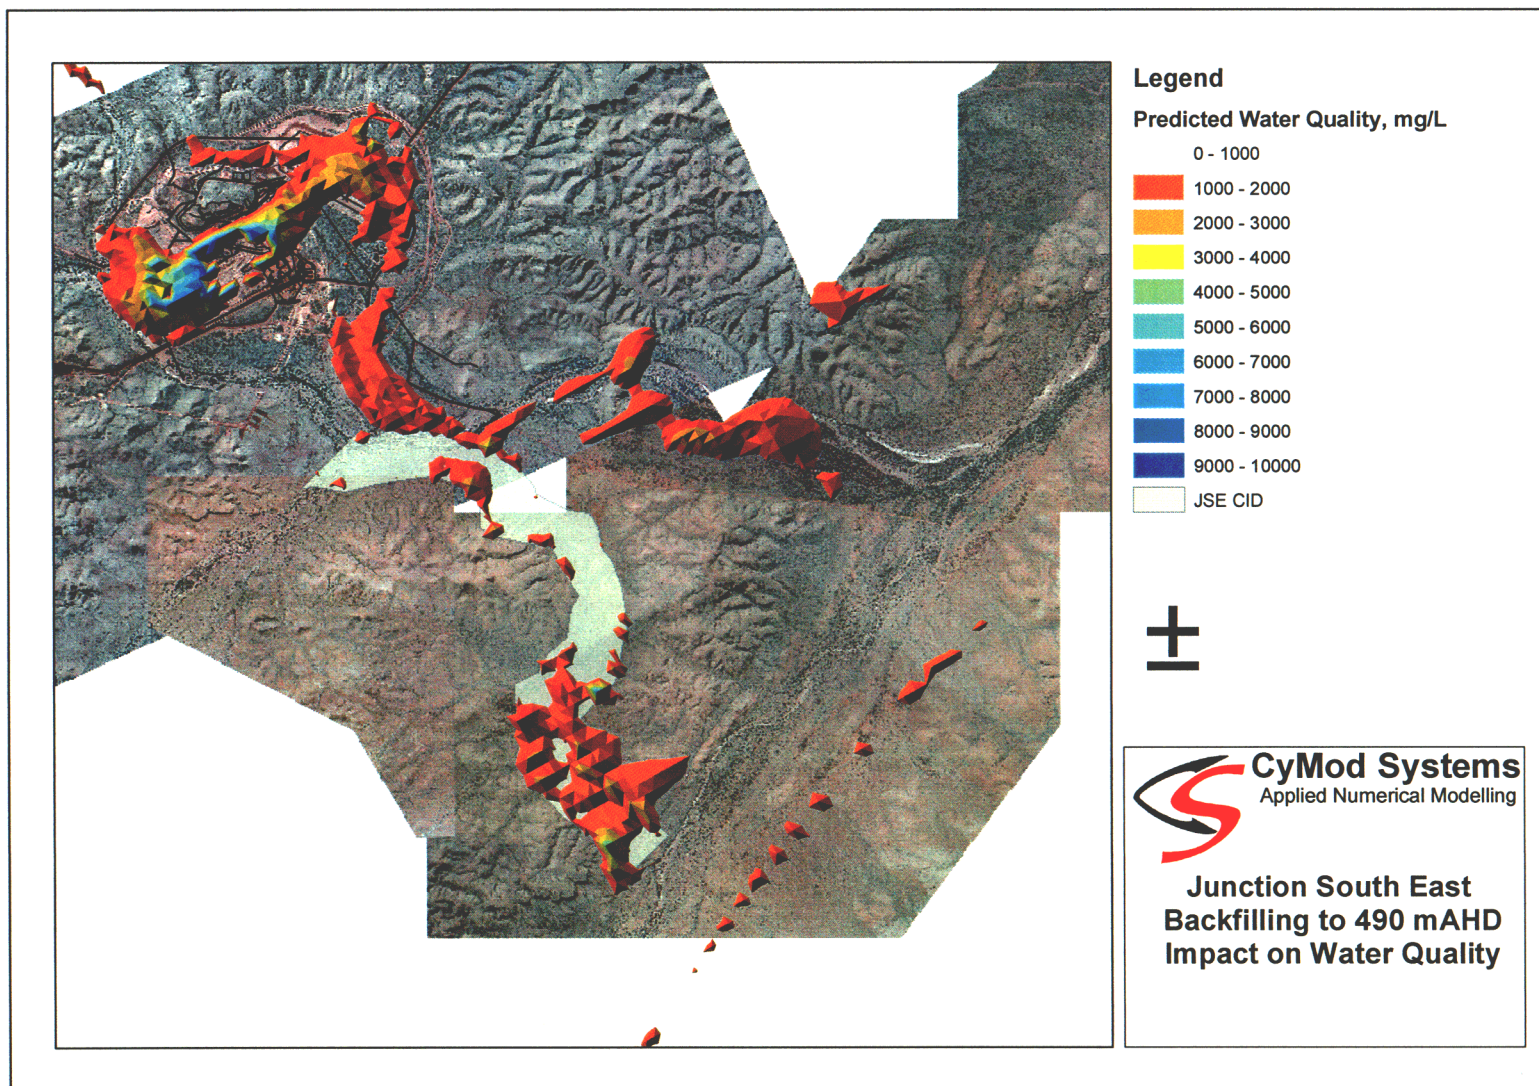 Legend
Predicted Water Quality, mg/L
0 - 1000
1000 - 2000
2000 - 3000
3000 - 4000
4000 - 5000
5000 - 6000
6000 - 7000
7000 - 8000
8000 - 9000
9000 - 10000
JSE CID
±
CyMod Systems
Applied Numerical Modelling
Junction South East
Backfilling to 490 mAHD
Impact on Water Quality